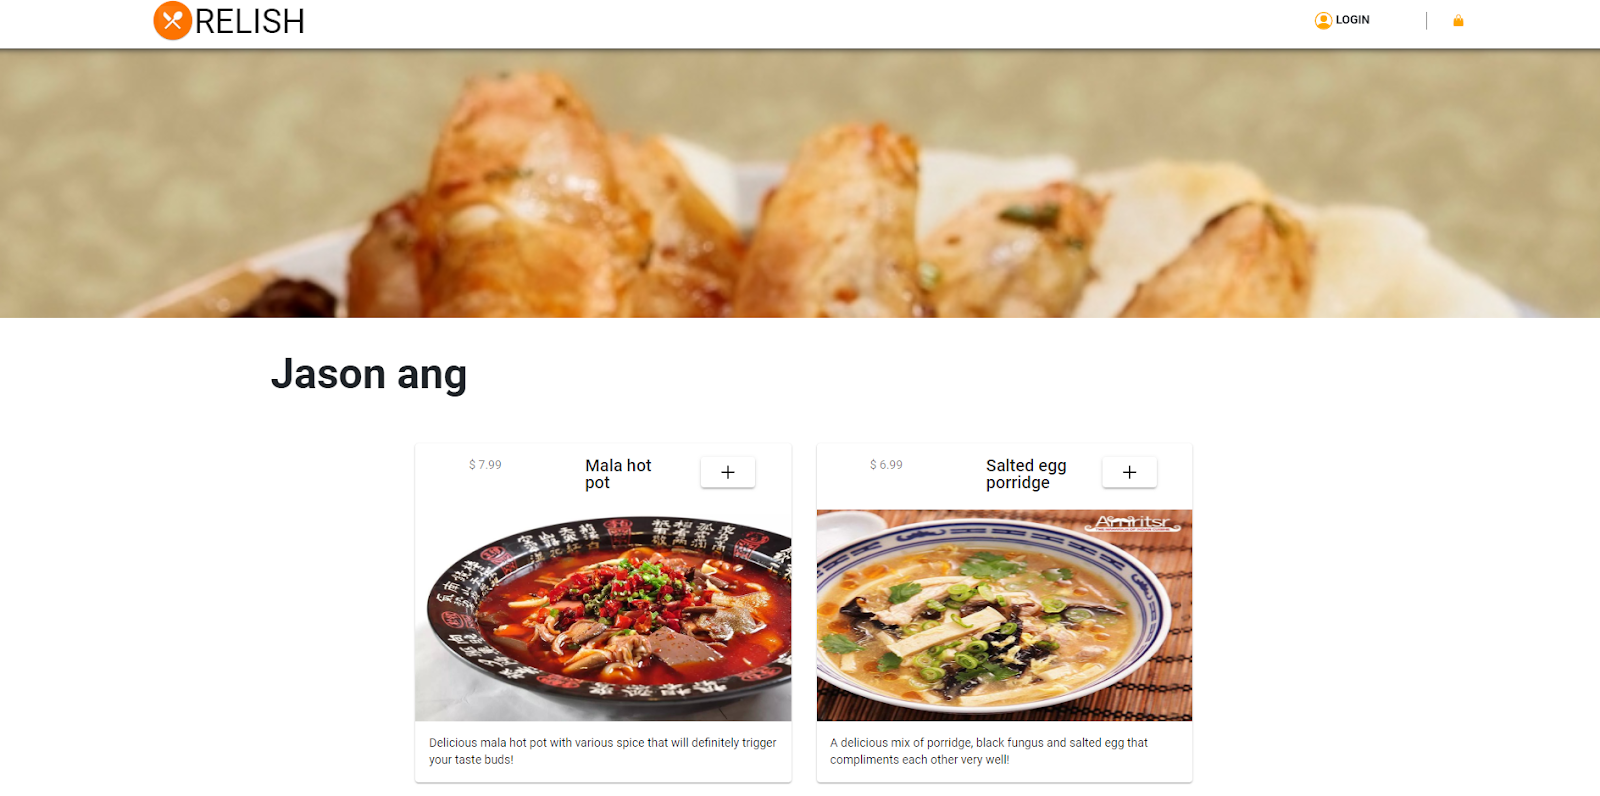 RELISH
LOGIN
Jason ang
$ 7.99
Mala hot
pot
$ 6.99
Salted egg
porridge
Amritsr
Delicious mala hot pot with various spice that will definitely trigger
your taste buds!
A delicious mix of porridge, black fungus and salted egg that
compliments each other very well!